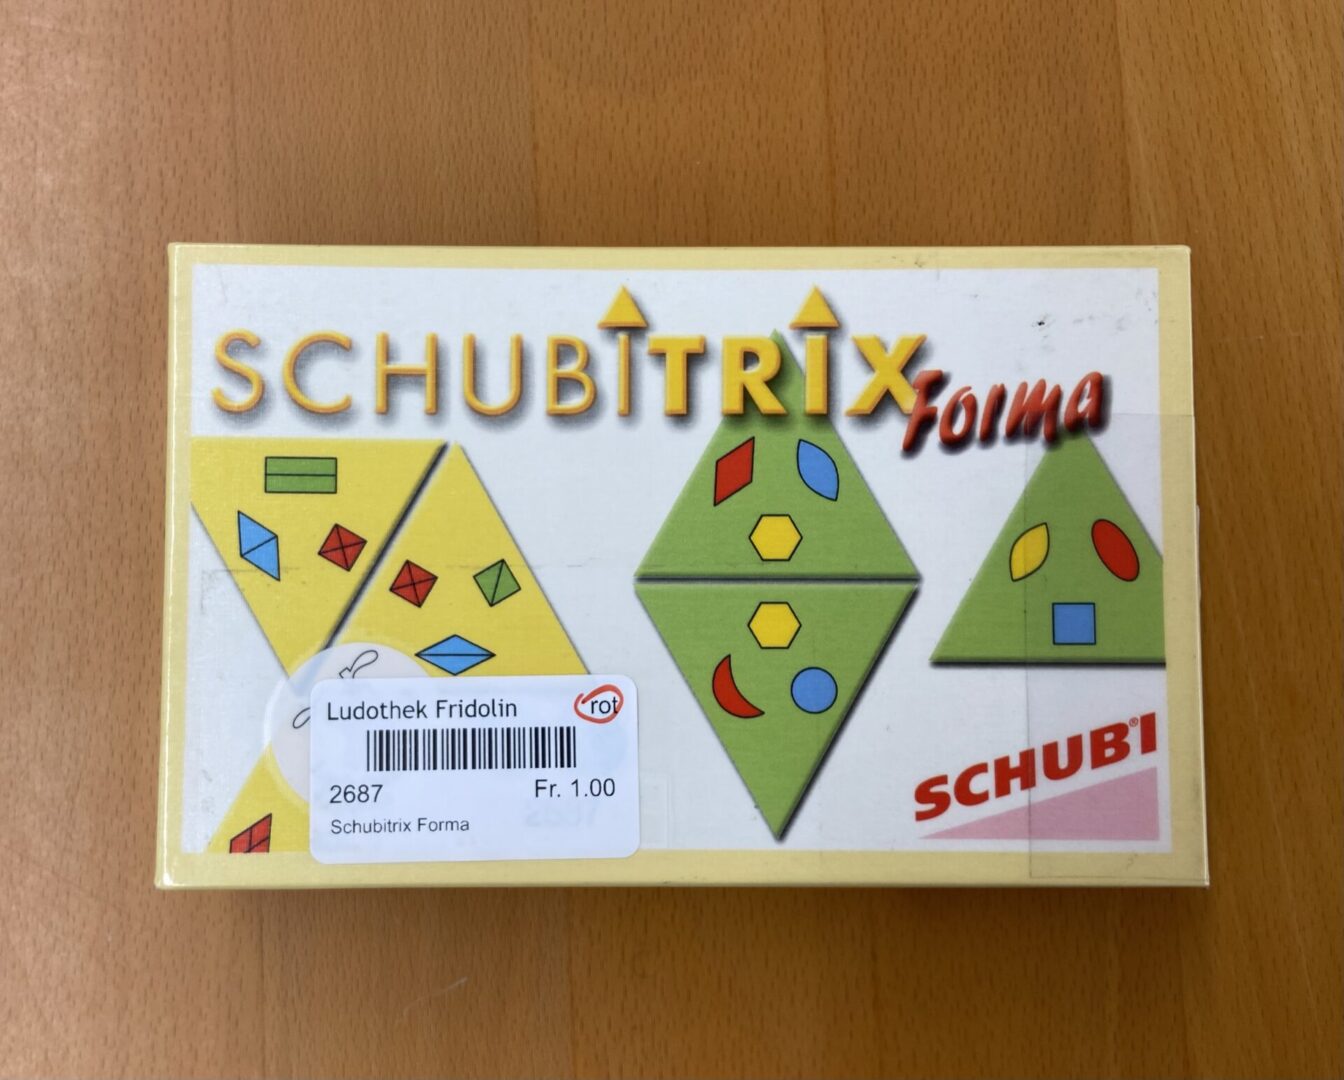 SCHUBITRIX
Forma
Ludothek Fridolin
rot
2687
Fr. 1.00
Schubitrix Forma
SCHUBI®